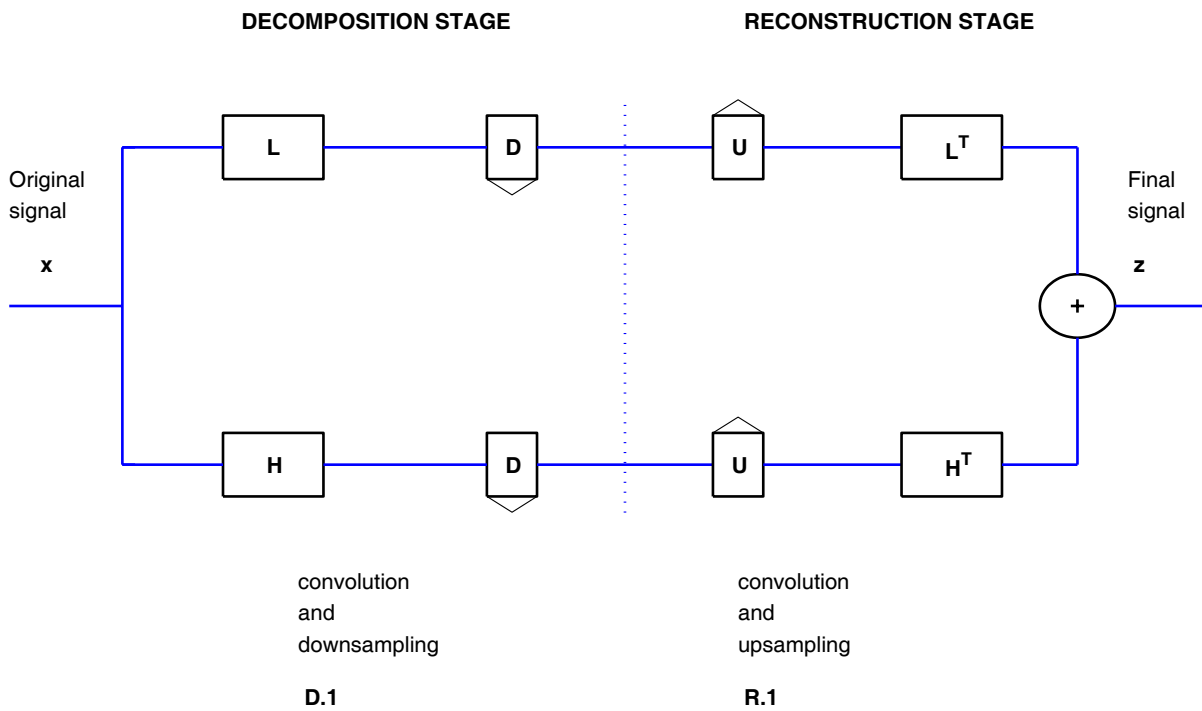 DECOMPOSITION STAGE
RECONSTRUCTION STAGE
L
D
U
L^T
Original
signal
x
Final
signal
z
+
H
D
U
H^T
convolution
and
downsampling
D.1
convolution
and
upsampling
R.1